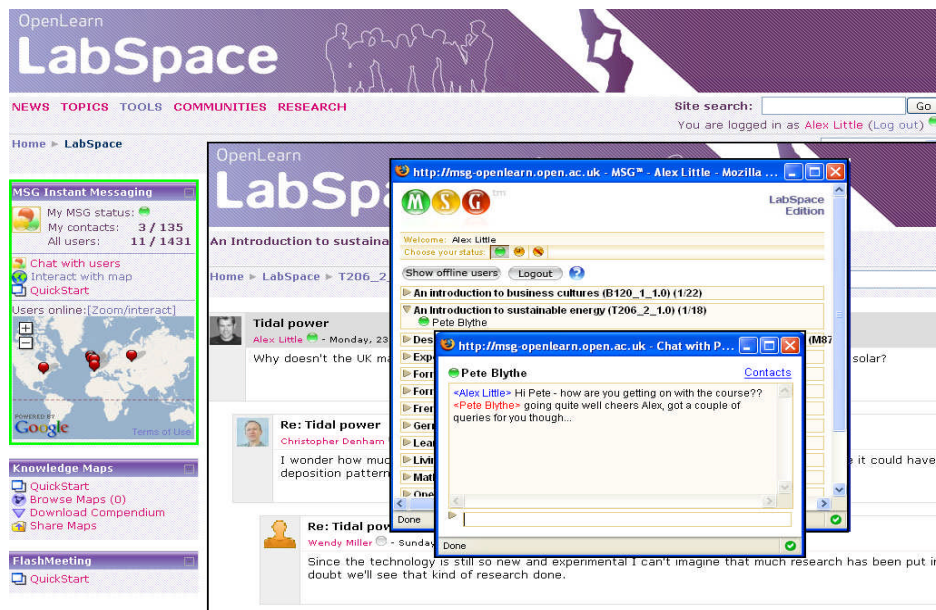 OpenLearn
LabSpace
NEWS TOPICS TOOLS COMMUNITIES RESEARCH
Site search:
Go
You are logged in as Alex Little (Log out)
Home ► LabSpace
MSG Instant Messaging
My MSG status:
My contacts: 3 / 135
All users: 11 / 1431
Chat with users
Interact with map
QuickStart
Users online:[Zoom/interact]
POWERED BY
Google
Terms of Use
Knowledge Maps
QuickStart
Browse Maps (0)
Download Compendium
Share Maps
FlashMeeting
QuickStart
OpenLearn
LabSp
An Introduction to sustaina
Home ► LabSpace ► T206_2_
Tidal power
Alex Little - Monday, 23
Why doesn't the UK ma
solar?
Re: Tidal power
Christopher Denham
I wonder how muc
e it could have
deposition pattern
Re: Tidal pow
Wendy Miller - Sunday
Since the technology is still so new and experimental I can't imagine that much research has been put in
doubt we'll see that kind of research done.
http://msg-openlearn.open.ac.uk - MSG™ - Alex Little - Mozilla ...
M S G ™
LabSpace
Edition
Welcome: Alex Little
Choose your status:
Show offline users
Logout
?
An introduction to business cultures (B120_1_1.0) (1/22)
An Introduction to sustainable energy (T206_2_1.0) (1/18)
Pete Blythe
Des
(M87
Expe
Form
Form
Fren
Gern
Lear
Livin
Math
Ope
Done
http://msg-openlearn.open.ac.uk - Chat with P...
Pete Blythe
Contacts
<Alex Little> Hi Pete - how are you getting on with the course??
<Pete Blythe> going quite well cheers Alex, got a couple of
queries for you though...
Done